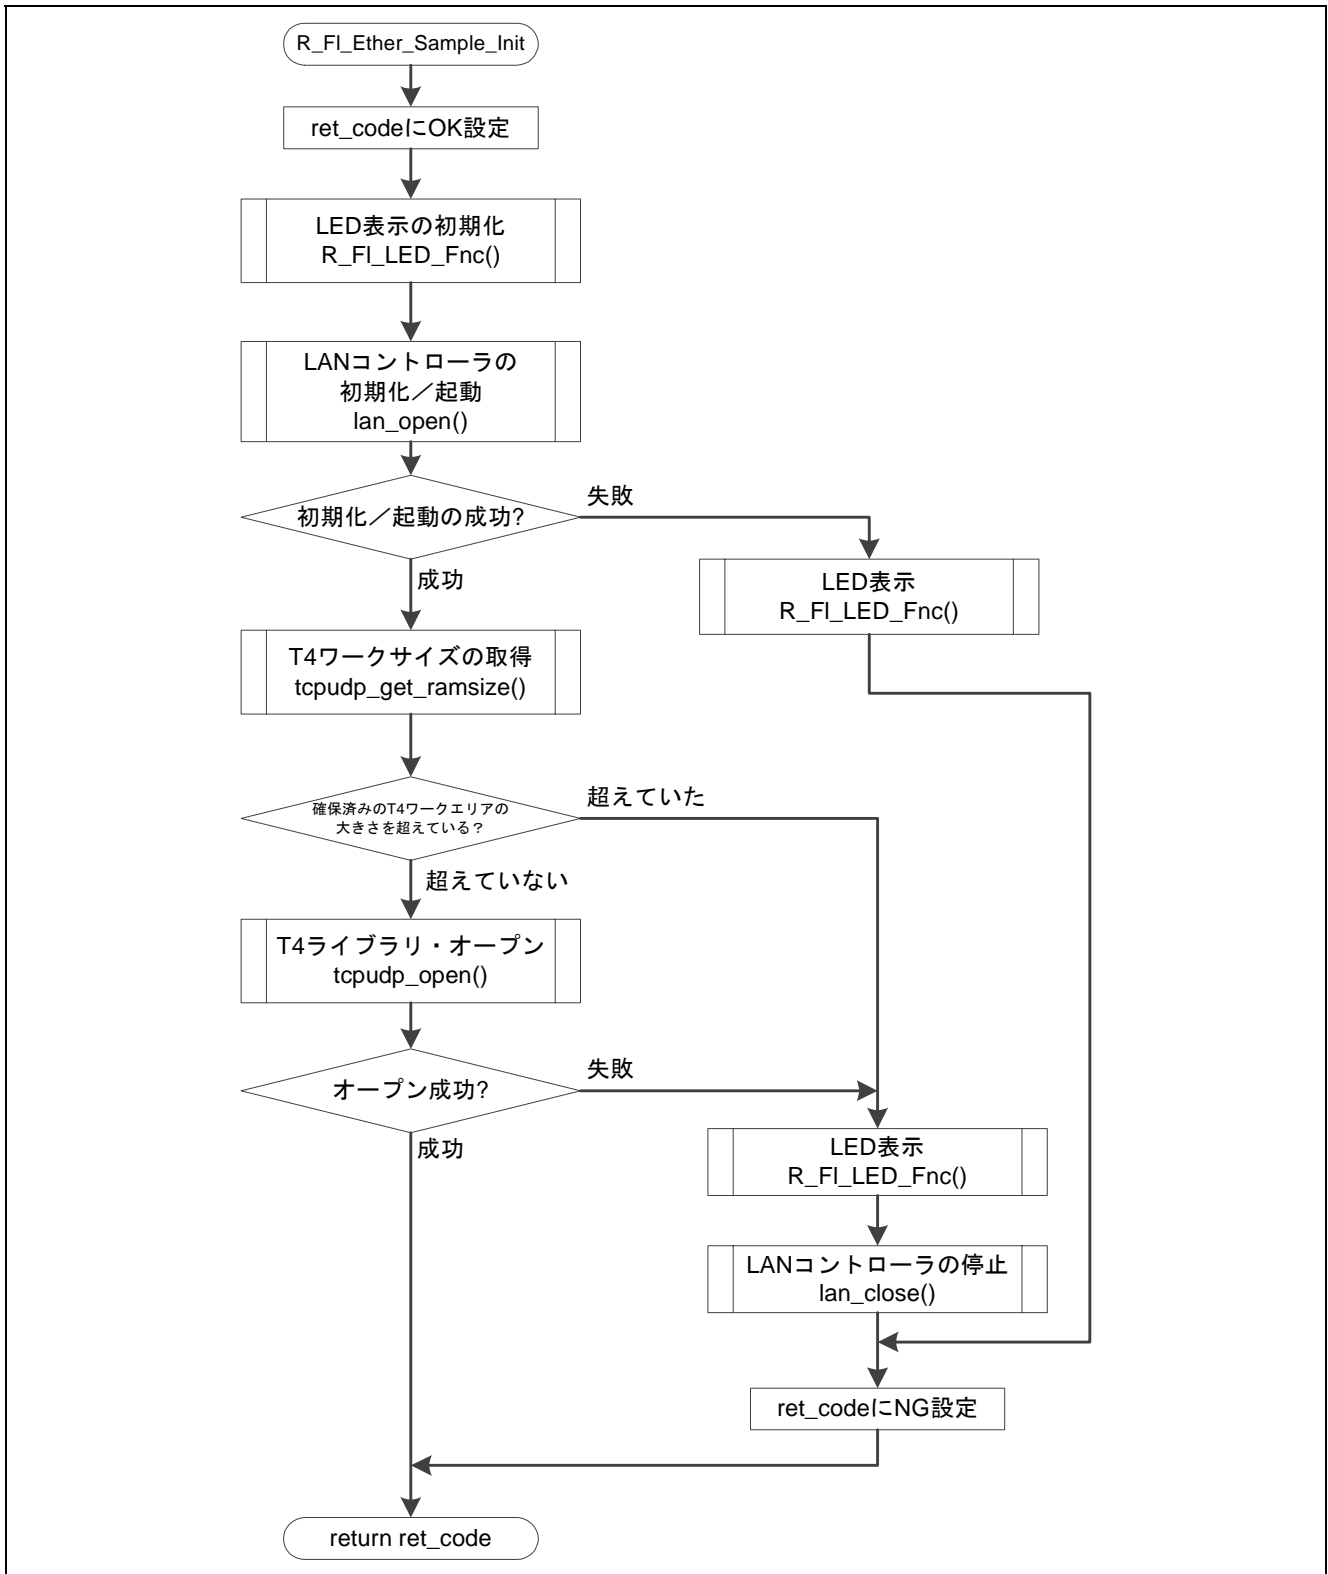 R_Fl_Ether_Sample_Init
ret_codeにOK設定
LED表示の初期化
R_Fl_LED_Fnc()
LANコントローラの
初期化／起動
lan_open()
初期化／起動の成功?
失敗
成功
LED表示
R_Fl_LED_Fnc()
T4ワークサイズの取得
tcpudp_get_ramsize()
確保済みのT4ワークエリアの
大きさを超えている？
超えていた
超えていない
T4ライブラリ・オープン
tcpudp_open()
オープン成功?
失敗
成功
LED表示
R_Fl_LED_Fnc()
LANコントローラの停止
lan_close()
ret_codeにNG設定
return ret_code